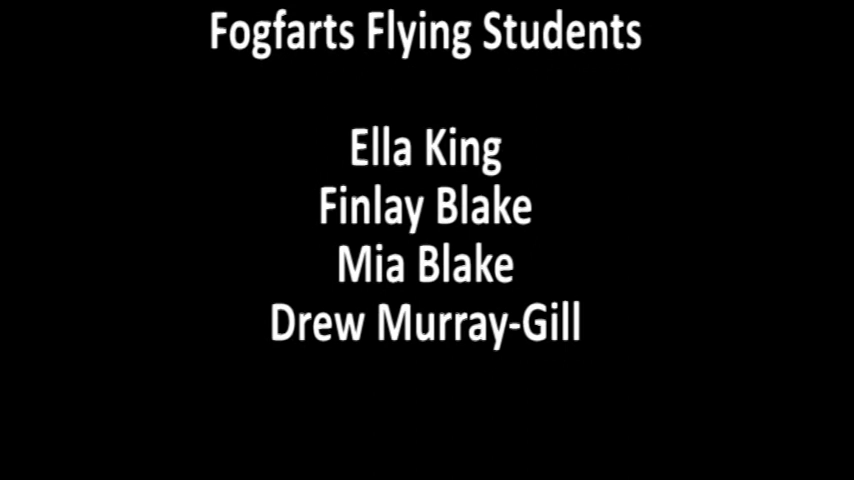 Fogfarts Flying Students
Ella King
Finlay Blake
Mia Blake
Drew Murray-Gill